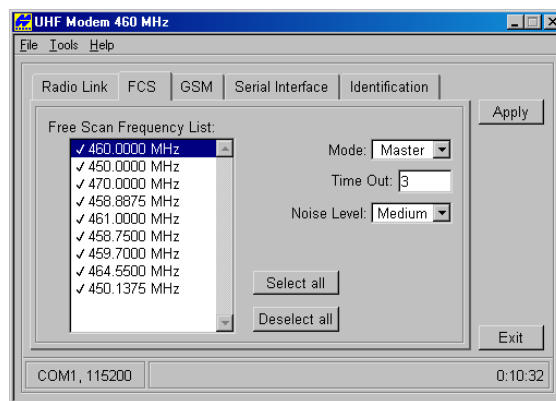 UHF Modem 460 MHz
File Tools Help
Radio Link FCS GSM Serial Interface Identification
Apply
Free Scan Frequency List:
✓ 460.0000 MHz
✓ 450.0000 MHz
✓ 470.0000 MHz
✓ 458.8875 MHz
✓ 461.0000 MHz
✓ 458.7500 MHz
✓ 459.7000 MHz
✓ 464.5500 MHz
✓ 450.1375 MHz
Mode: Master
Time Out: 3
Noise Level: Medium
Select all
Deselect all
Exit
COM1, 115200 0:10:32